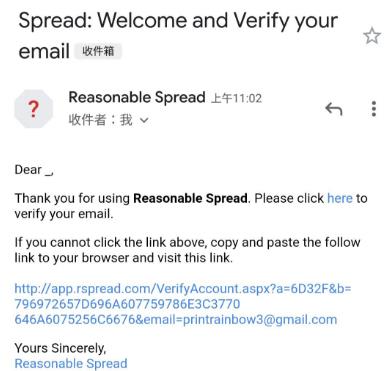 Spread: Welcome and Verify your
email 收件箱
Reasonable Spread 上午11:02
收件者：我
?
Dear _,
Thank you for using Reasonable Spread. Please click here to
verify your email.
If you cannot click the link above, copy and paste the follow
link to your browser and visit this link.
http://app.rspread.com/VerifyAccount.aspx?a=6D32F&b=
796972657D696A607759786E3C3770
646A6075256C6676&email=printrainbow3@gmail.com
Yours Sincerely,
Reasonable Spread